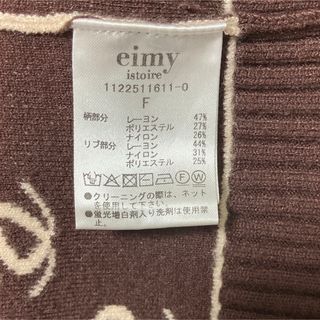 eimy
istoire
1122511611-0
F
柄部分 レーヨン 47%
ポリエステル 27%
ナイロン 26%
リブ部分 レーヨン 44%
ナイロン 31%
ポリエステル 25%
●クリーニングの際は、ネット
を使用して下さい。
●蛍光増白剤入り洗剤は使用禁
止。